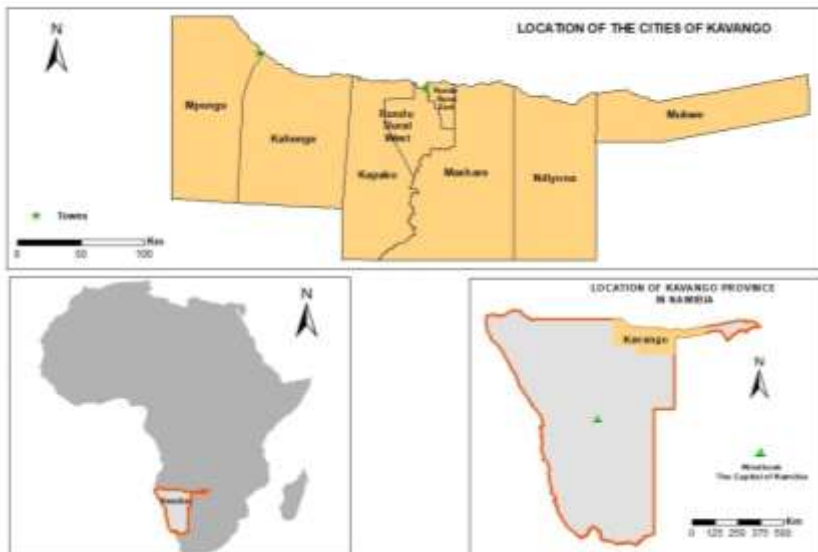 N
LOCATION OF THE CITIES OF KAVANGO
Mpungu
Kahenge
Rundu
Rural
West
Rundu
Rural
East
Kapako
Mashare
Ndiyona
Mukwe
Towns
Km
0 50 100
N
Namibia
LOCATION OF KAVANGO PROVINCE
IN NAMIBIA
Kavango
N
Windhoek
The Capital of Namibia
Km
0 125 250 375 500